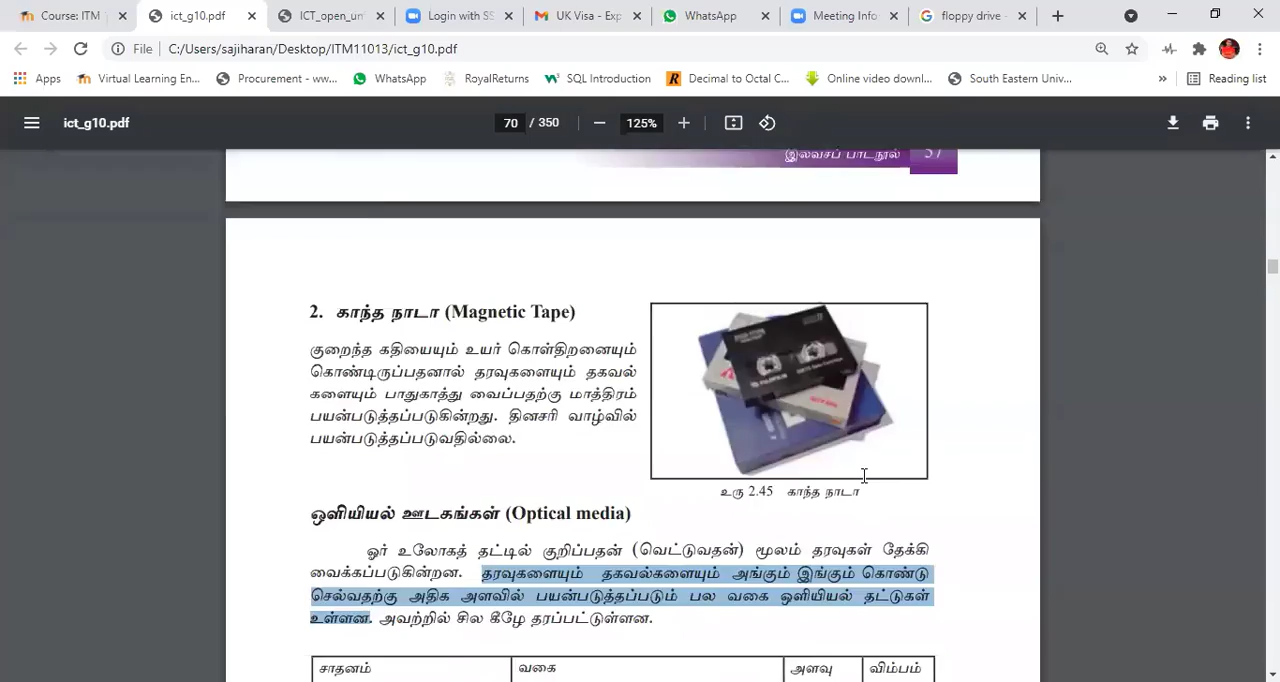 Course: ITM
ict_g10.pdf
ICT_open_un
Login with SS
M UK Visa - Exp
WhatsApp
Meeting Info
floppy drive -
File C:/Users/sajiharan/Desktop/ITM11013/ict_g10.pdf
Apps Virtual Learning En... Procurement - ww... WhatsApp RoyalReturns SQL Introduction Decimal to Octal C... Online video downl... South Eastern Univ... » Reading list
ict_g10.pdf 70 / 350 125%
இலவசப் பாடநூல் 57
2. காந்த நாடா (Magnetic Tape)
குறைந்த கதியையும் உயர் கொள்திறனையும்
கொண்டிருப்பதனால் தரவுகளையும் தகவல்
களையும் பாதுகாத்து வைப்பதற்கு மாத்திரம்
பயன்படுத்தப்படுகின்றது. தினசரி வாழ்வில்
பயன்படுத்தப்படுவதில்லை.
உரு 2.45 காந்த நாடா
ஒளியியல் ஊடகங்கள் (Optical media)
ஓர் உலோகத் தட்டில் குறிப்பதன் (வெட்டுவதன்) மூலம் தரவுகள் தேக்கி
வைக்கப்படுகின்றன. தரவுகளையும் தகவல்களையும் அங்கும் இங்கும் கொண்டு
செல்வதற்கு அதிக அளவில் பயன்படுத்தப்படும் பல வகை ஒளியியல் தட்டுகள்
உள்ளன. அவற்றில் சில கீழே தரப்பட்டுள்ளன.
சாதனம் வகை அளவு விம்பம்